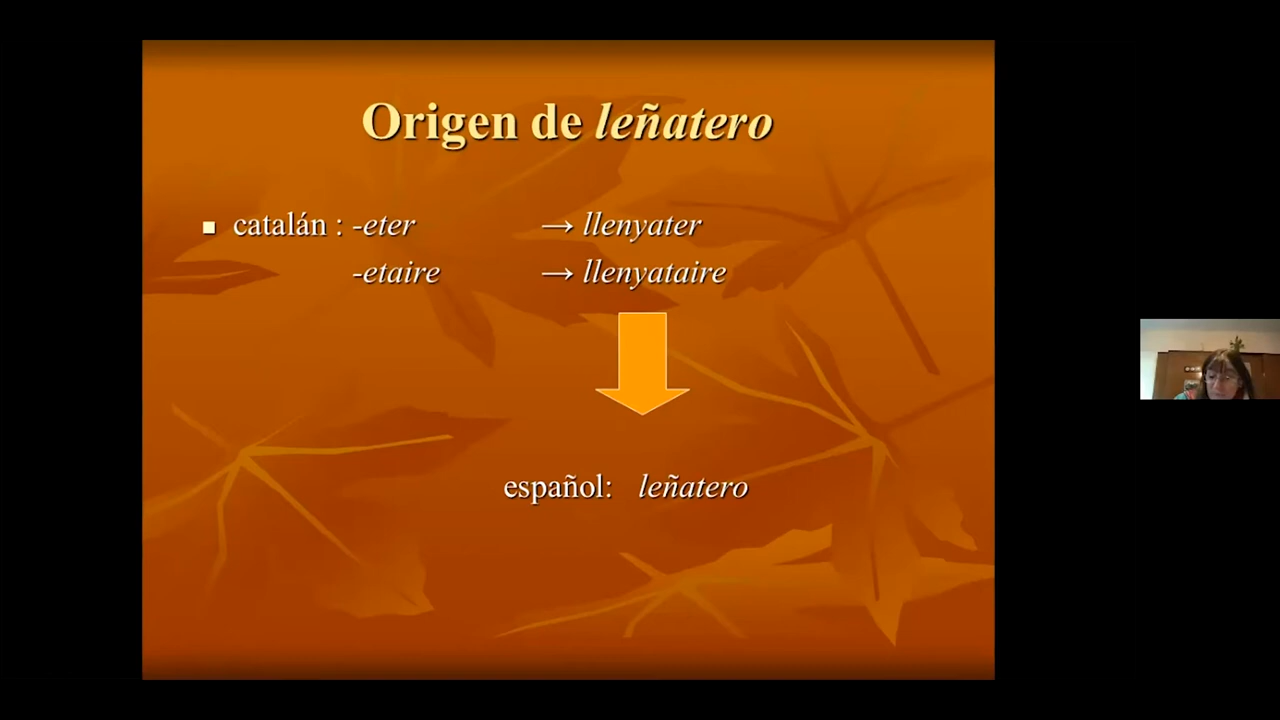 Origen de leñatero
catalán : -eter → llenyater
-etaire → llenyataire
español: leñatero